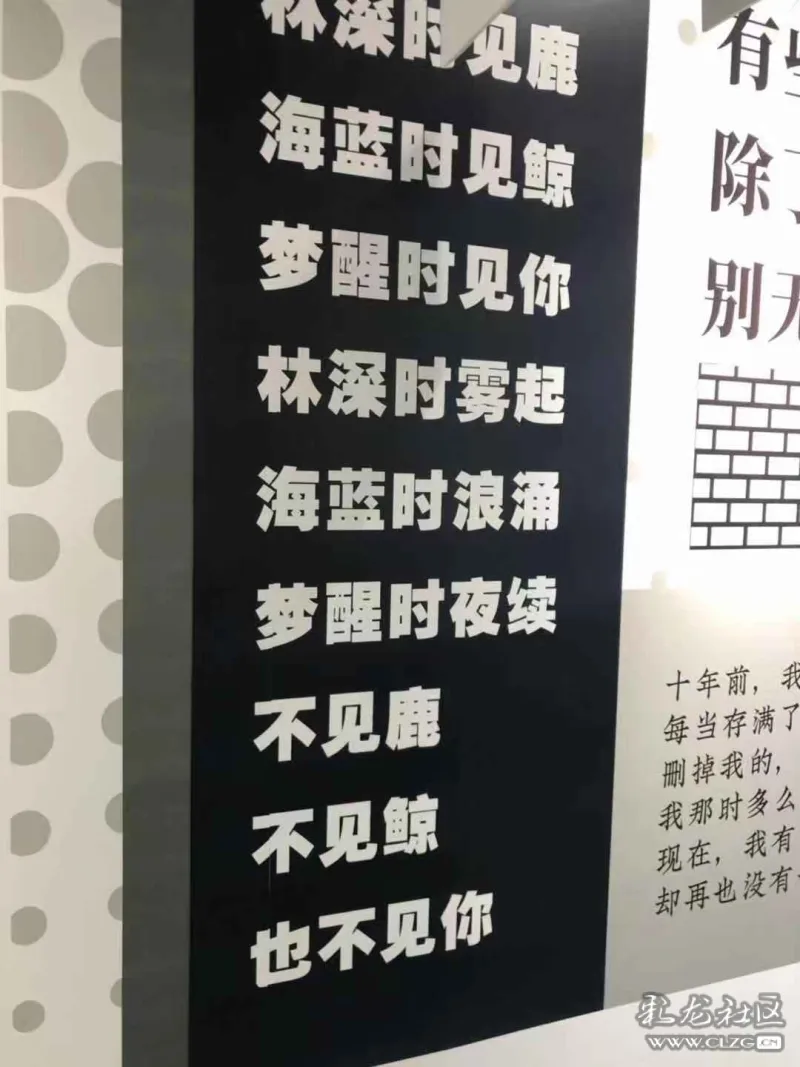 林深时见鹿
海蓝时见鲸
梦醒时见你
林深时雾起
海蓝时浪涌
梦醒时夜续
不见鹿
不见鲸
也不见你
有些
除了
别无
十年前，我
每当存满了
删掉我的，
我那时多么
现在，我有
却再也没有
彩龙社区
WWW.CLZG.CN